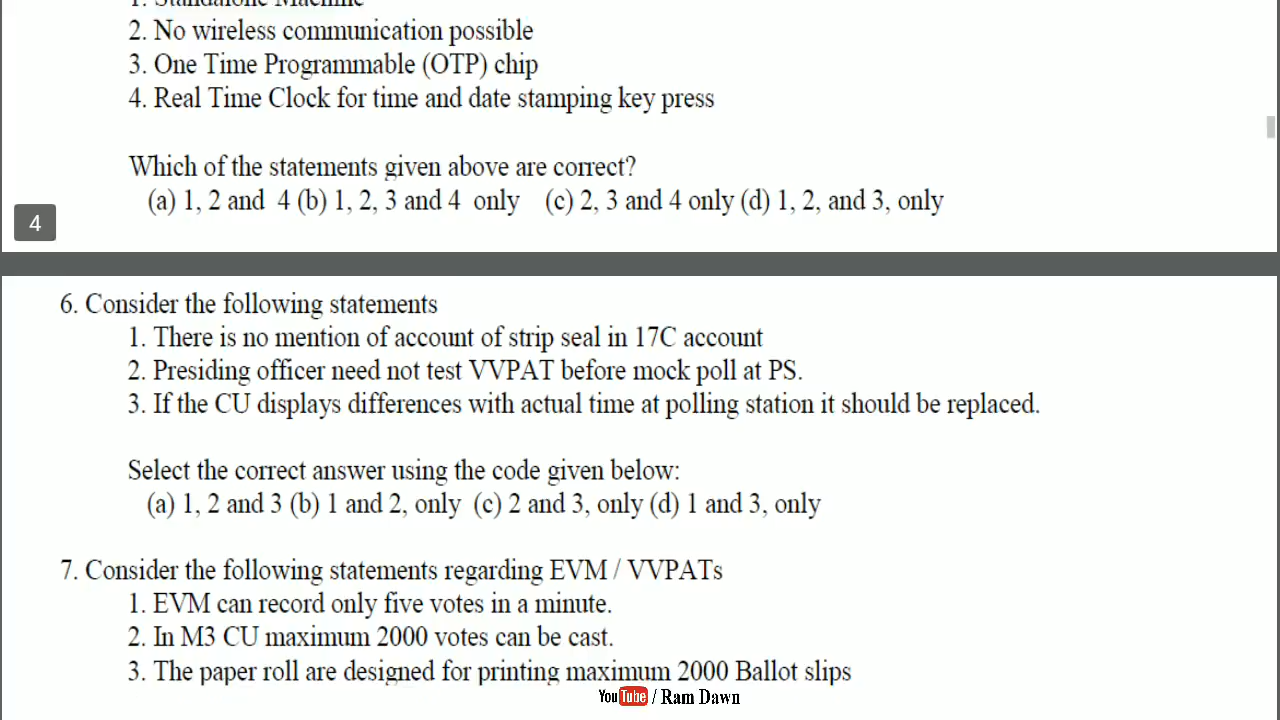 1. Standalone Machine
2. No wireless communication possible
3. One Time Programmable (OTP) chip
4. Real Time Clock for time and date stamping key press
Which of the statements given above are correct?
(a) 1, 2 and 4 (b) 1, 2, 3 and 4 only (c) 2, 3 and 4 only (d) 1, 2, and 3, only
4
6. Consider the following statements
1. There is no mention of account of strip seal in 17C account
2. Presiding officer need not test VVPAT before mock poll at PS.
3. If the CU displays differences with actual time at polling station it should be replaced.
Select the correct answer using the code given below:
(a) 1, 2 and 3 (b) 1 and 2, only (c) 2 and 3, only (d) 1 and 3, only
7. Consider the following statements regarding EVM / VVPATs
1. EVM can record only five votes in a minute.
2. In M3 CU maximum 2000 votes can be cast.
3. The paper roll are designed for printing maximum 2000 Ballot slips
YouTube / Ram Dawn